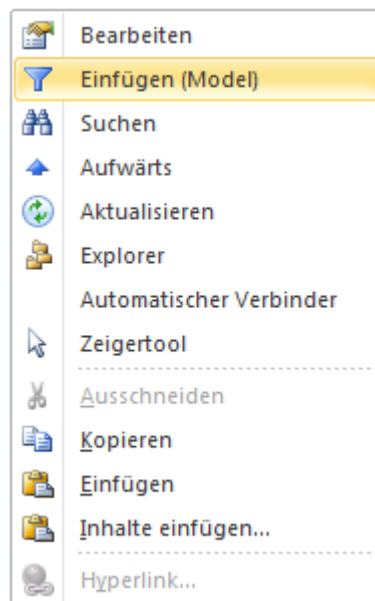 Bearbeiten
Einfügen (Model)
Suchen
Aufwärts
Aktualisieren
Explorer
Automatischer Verbinder
Zeigertool
Ausschneiden
Kopieren
Einfügen
Inhalte einfügen...
Hyperlink...